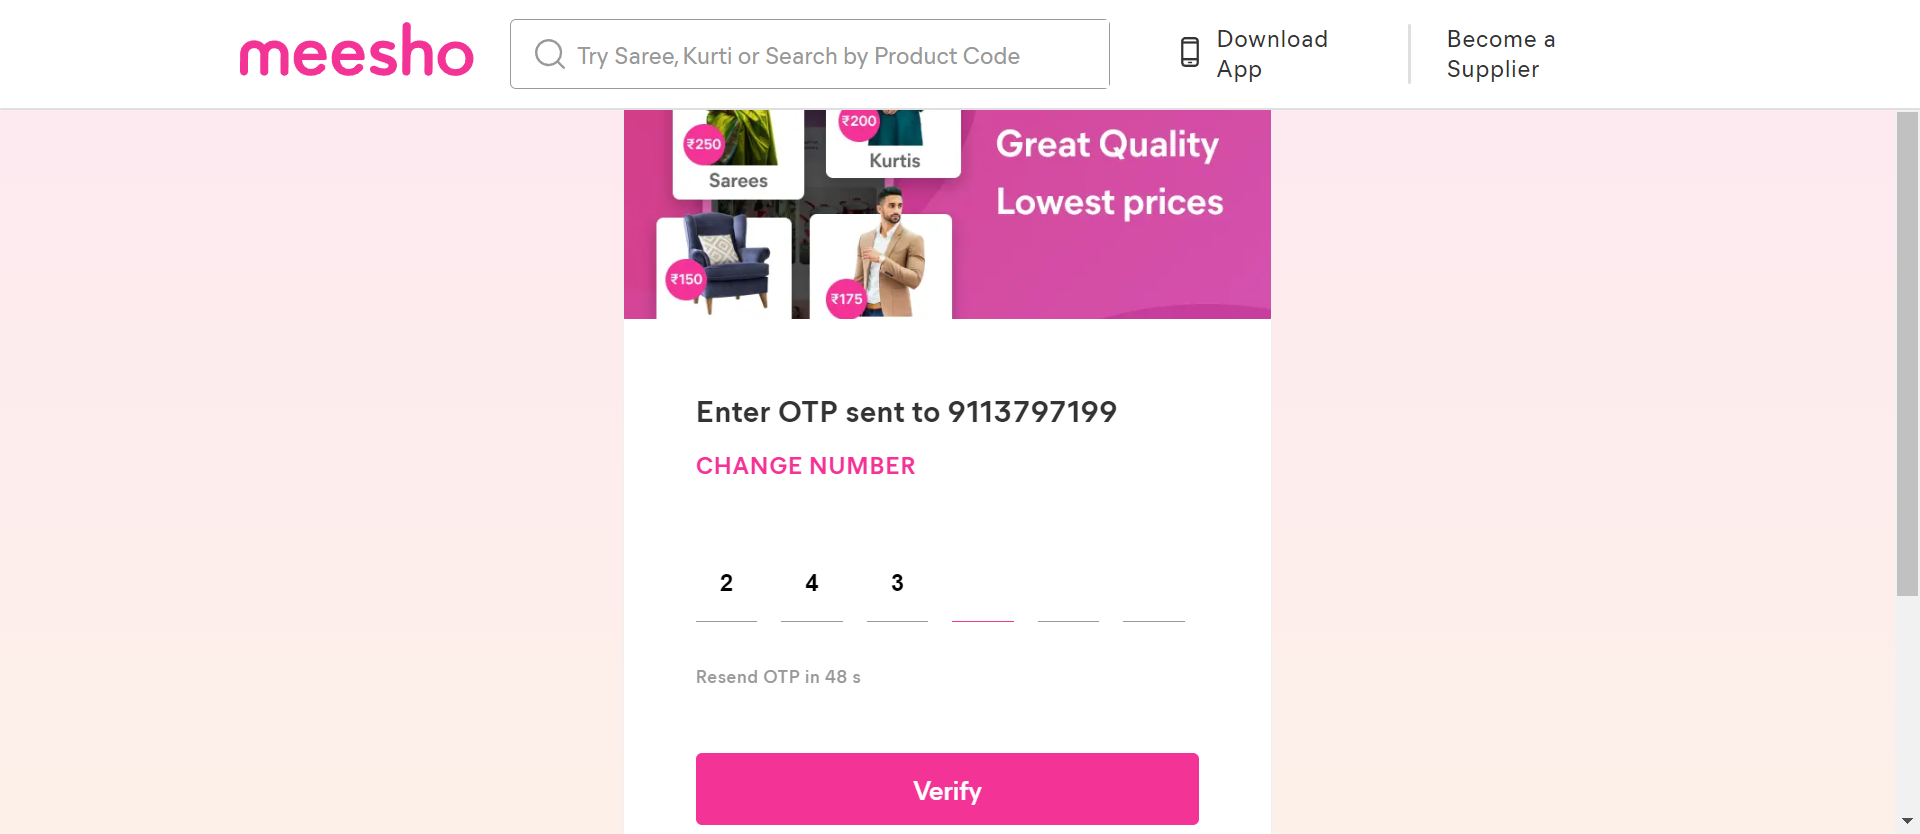 meesho
Try Saree, Kurti or Search by Product Code
Download
App
Become a
Supplier
₹250
Sarees
₹200
Kurtis
₹150
₹175
Great Quality
Lowest prices
Enter OTP sent to 9113797199
CHANGE NUMBER
2 4 3
Resend OTP in 48 s
Verify